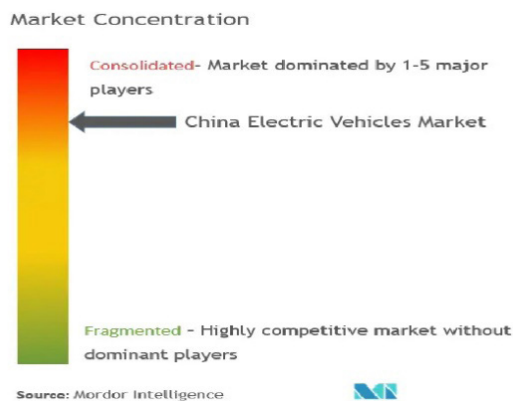 Market Concentration
Consolidated- Market dominated by 1-5 major
players
China Electric Vehicles Market
Fragmented - Highly competitive market without
dominant players
Source: Mordor Intelligence